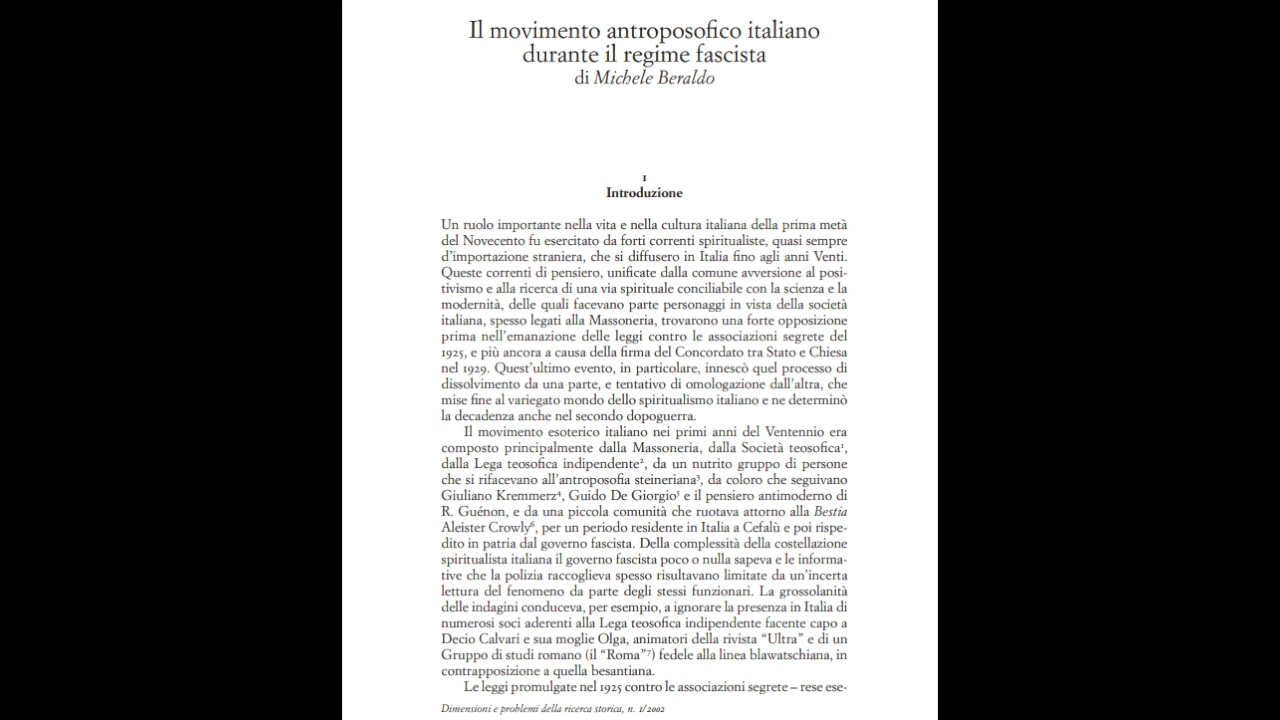 Il movimento antroposofico italiano
durante il regime fascista
di Michele Beraldo
1
Introduzione
Un ruolo importante nella vita e nella cultura italiana della prima metà
del Novecento fu esercitato da forti correnti spiritualiste, quasi sempre
d'importazione straniera, che si diffusero in Italia fino agli anni Venti.
Queste correnti di pensiero, unificate dalla comune avversione al posi-
tivismo e alla ricerca di una via spirituale conciliabile con la scienza e la
modernità, delle quali facevano parte personaggi in vista della società
italiana, spesso legati alla Massoneria, trovarono una forte opposizione
prima nell'emanazione delle leggi contro le associazioni segrete del
1925, e più ancora a causa della firma del Concordato tra Stato e Chiesa
nel 1929. Quest'ultimo evento, in particolare, innescò quel processo di
dissolvimento da una parte, e tentativo di omologazione dall'altra, che
mise fine al variegato mondo dello spiritualismo italiano e ne determinò
la decadenza anche nel secondo dopoguerra.
Il movimento esoterico italiano nei primi anni del Ventennio era
composto principalmente dalla Massoneria, dalla Società teosofica¹,
dalla Lega teosofica indipendente², da un nutrito gruppo di persone
che si rifacevano all'antroposofia steineriana³, da coloro che seguivano
Giuliano Kremmerz⁴, Guido De Giorgio⁵ e il pensiero antimoderno di
R. Guénon, e da una piccola comunità che ruotava attorno alla Bestia
Aleister Crowly⁶, per un periodo residente in Italia a Cefalù e poi rispe-
dito in patria dal governo fascista. Della complessità della costellazione
spiritualista italiana il governo fascista poco o nulla sapeva e le informa-
tive che la polizia raccoglieva spesso risultavano limitate da un'incerta
lettura del fenomeno da parte degli stessi funzionari. La grossolanità
delle indagini conduceva, per esempio, a ignorare la presenza in Italia di
numerosi soci aderenti alla Lega teosofica indipendente facente capo a
Decio Calvari e sua moglie Olga, animatori della rivista "Ultra" e di un
Gruppo di studi romano (il "Roma"⁷) fedele alla linea blawatschiana, in
contrapposizione a quella besantiana.
Le leggi promulgate nel 1925 contro le associazioni segrete – rese ese-
Dimensioni e problemi della ricerca storica, n. 1/2002